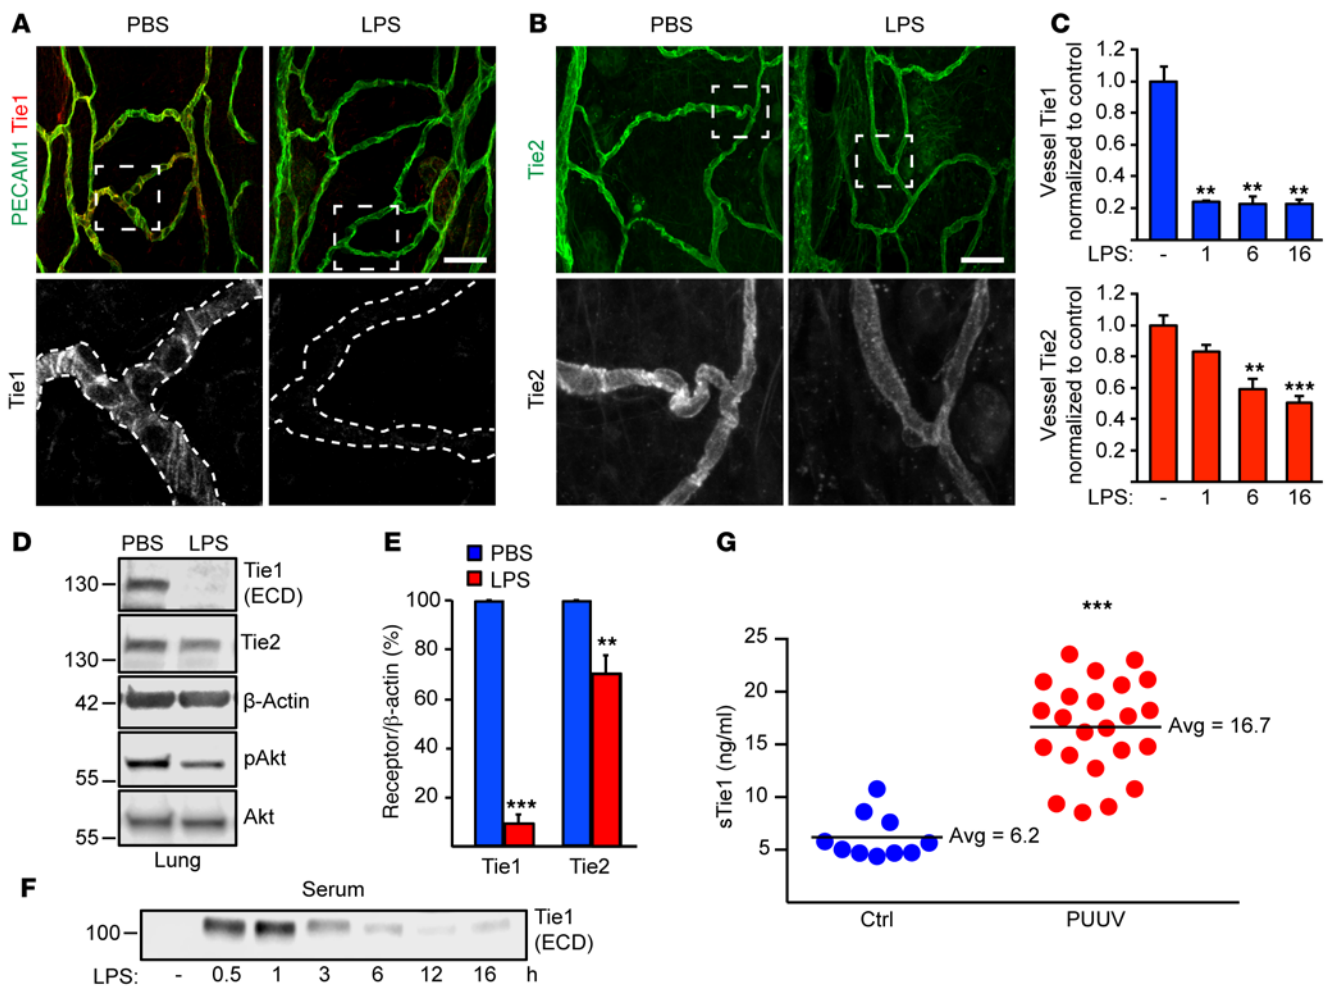 A
PBS
LPS
PECAM1 Tie1
Tie1
B
PBS
LPS
Tie2
Tie2
C
Vessel Tie1
normalized to control
1.2
1.0
0.8
0.6
0.4
0.2
** ** **
LPS: - 1 6 16
Vessel Tie2
normalized to control
1.2
1.0
0.8
0.6
0.4
0.2
** ***
LPS: - 1 6 16
D
PBS LPS
130
Tie1
(ECD)
130
Tie2
42
β-Actin
pAkt
55
Akt
55
Lung
E
PBS
LPS
Receptor/β-actin (%)
100
80
60
40
20
***
**
Tie1 Tie2
F
Serum
100
Tie1
(ECD)
LPS: - 0.5 1 3 6 12 16 h
G
***
sTie1 (ng/ml)
25
20
15
10
5
Avg = 16.7
Avg = 6.2
Ctrl PUUV